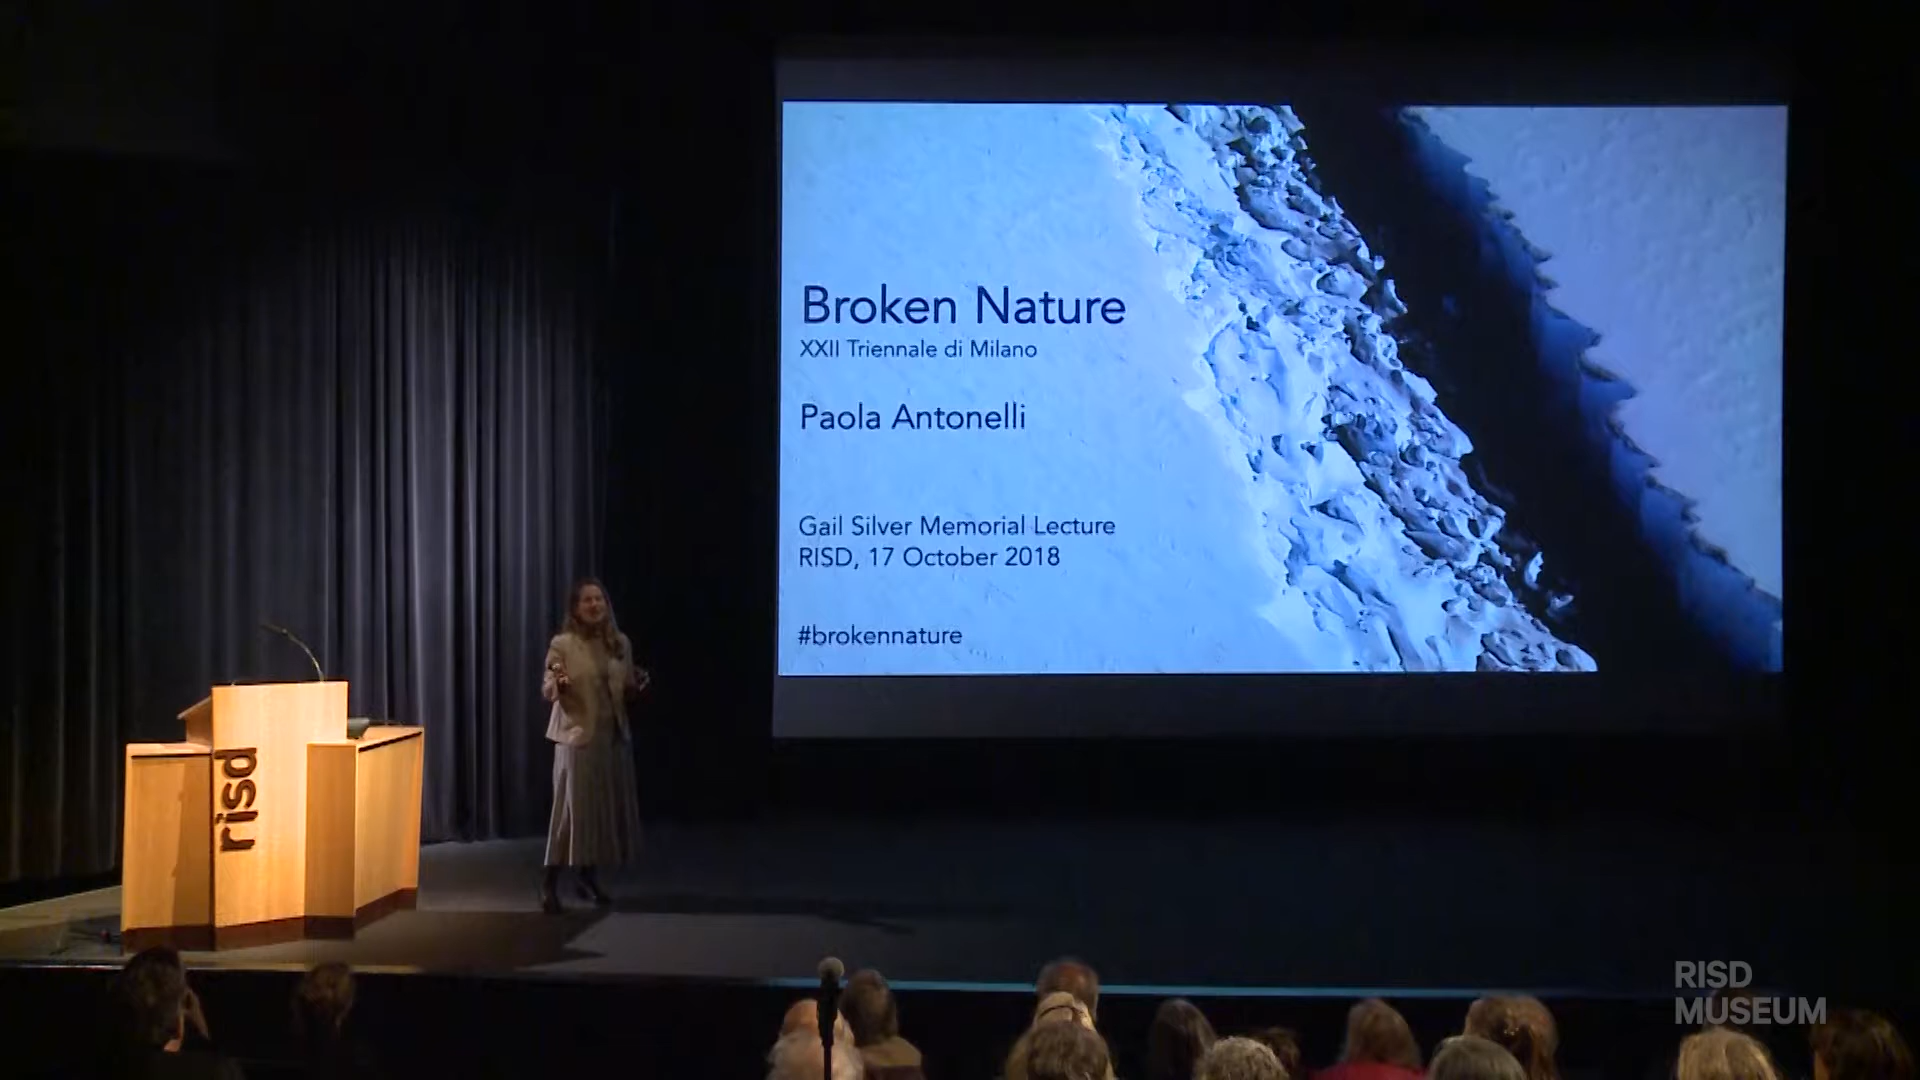 Broken Nature
XXII Triennale di Milano
Paola Antonelli
Gail Silver Memorial Lecture
RISD, 17 October 2018
#brokennature
risd
RISD
MUSEUM